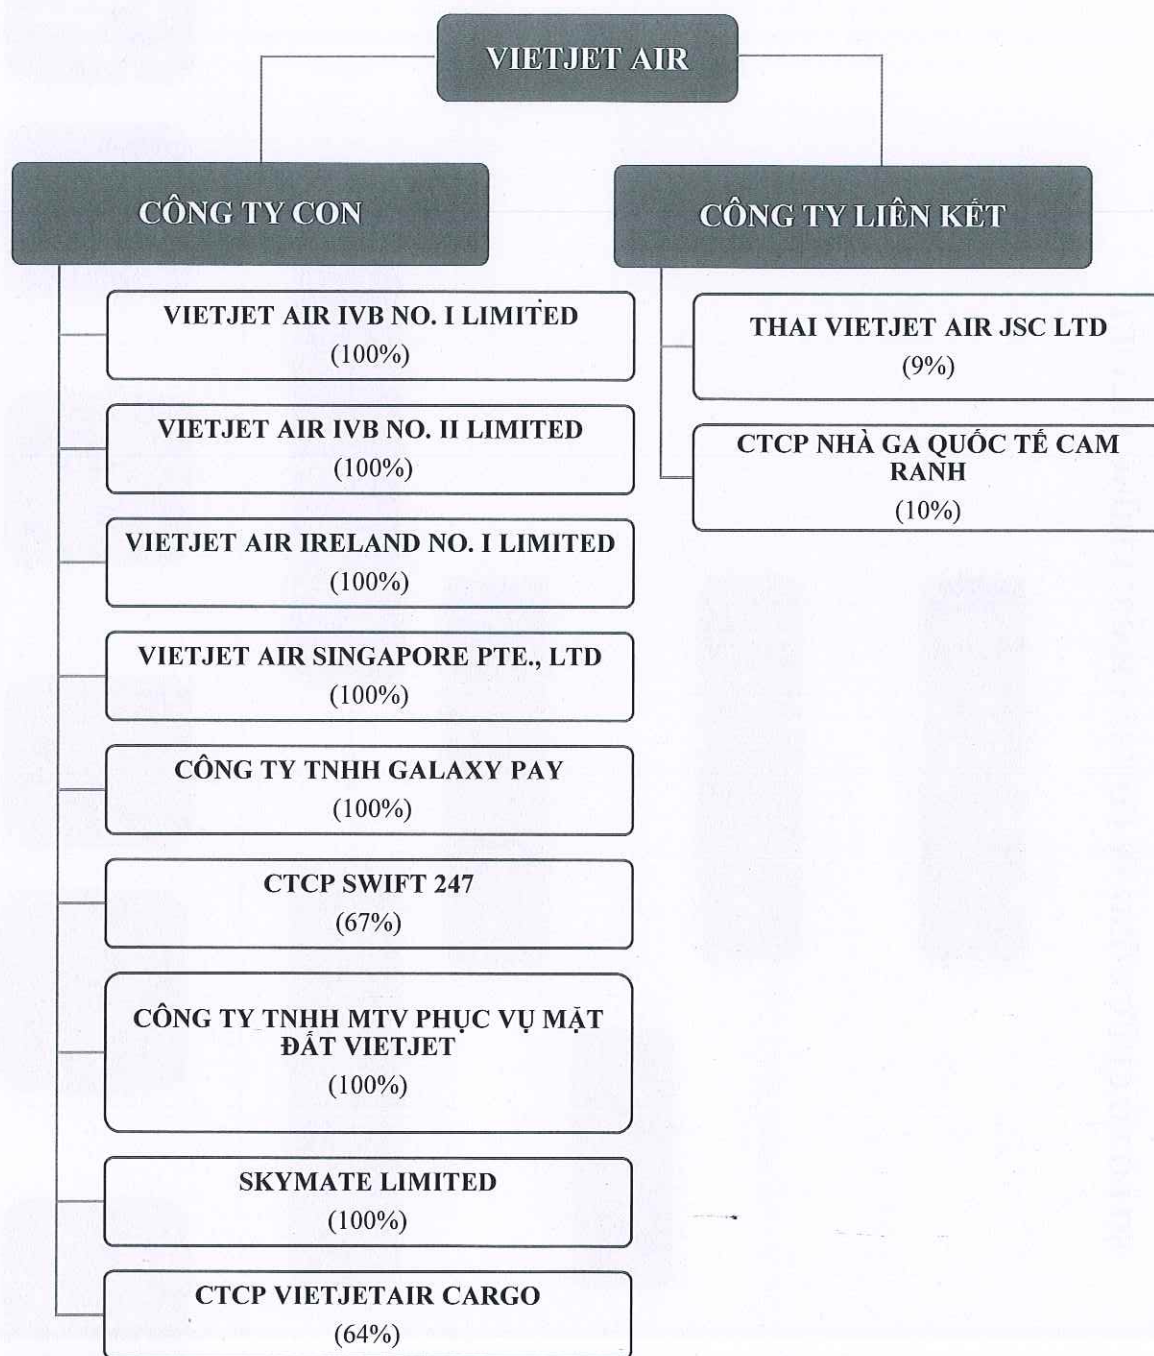 VIETJET AIR
CÔNG TY CON
VIETJET AIR IVB NO. I LIMITED
(100%)
VIETJET AIR IVB NO. II LIMITED
(100%)
VIETJET AIR IRELAND NO. I LIMITED
(100%)
VIETJET AIR SINGAPORE PTE., LTD
(100%)
CÔNG TY TNHH GALAXY PAY
(100%)
CTCP SWIFT 247
(67%)
CÔNG TY TNHH MTV PHỤC VỤ MẶT
ĐẤT VIETJET
(100%)
SKYMATE LIMITED
(100%)
CTCP VIETJETAIR CARGO
(64%)
CÔNG TY LIÊN KẾT
THAI VIETJET AIR JSC LTD
(9%)
CTCP NHÀ GA QUỐC TẾ CAM
RANH
(10%)